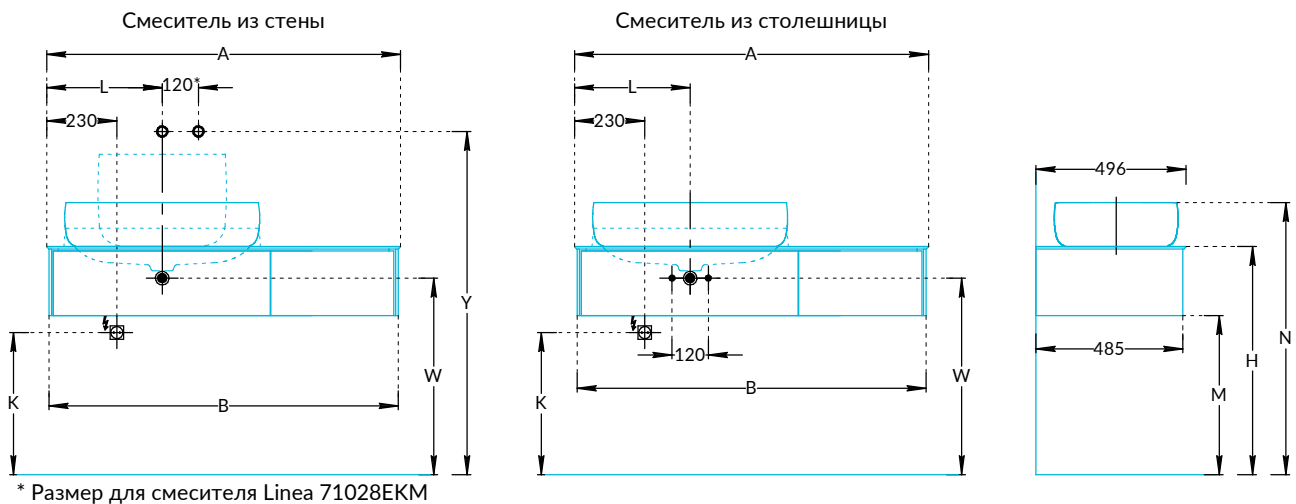 Смеситель из стены
A
L
120*
230
Y
W
K
B
* Размер для смесителя Linea 71028EKM
Смеситель из столешницы
A
L
230
120
W
K
B
496
485
N
H
M